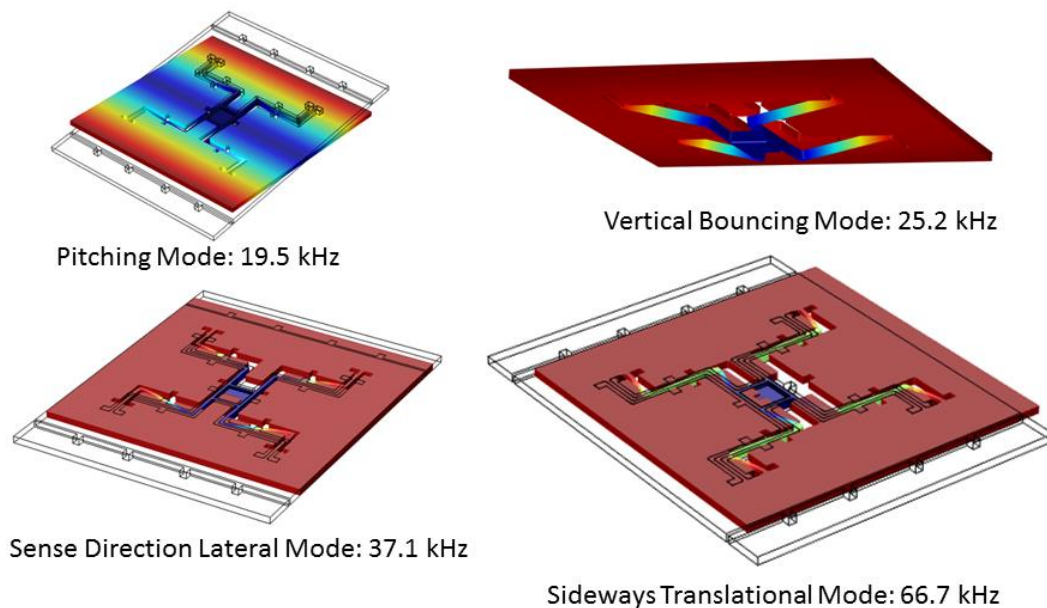 Pitching Mode: 19.5 kHz
Vertical Bouncing Mode: 25.2 kHz
Sense Direction Lateral Mode: 37.1 kHz
Sideways Translational Mode: 66.7 kHz